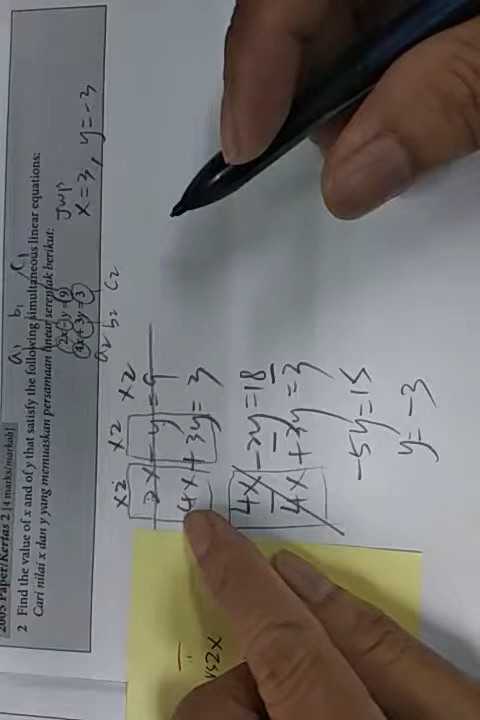 2005 Paper/Kertas 2 [4 marks/markah]
2 Find the value of x and of y that satisfy the following simultaneous linear equations:
Cari nilai x dan y yang memuaskan persamaan linear serentak berikut:
a1 b1 C1
2x - y = 9
4x + 3y = 3
a2 b2 C2
Jwp
x = 3, y = -3
x2 x2 x2
2x - y = 9
4x + 3y = 3
4x - 2y = 18
4x + 3y = 3
-5y = 15
y = -3